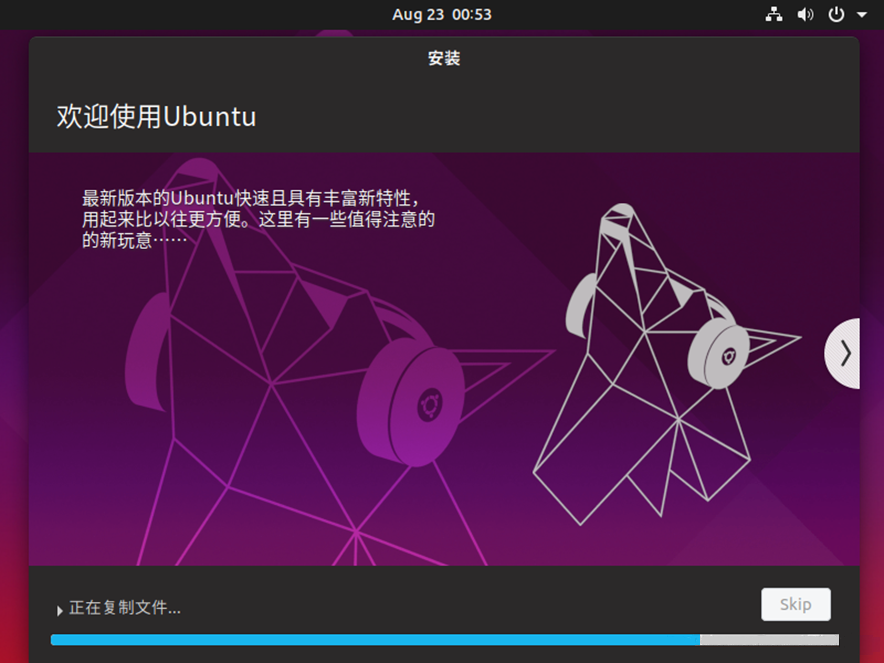 Aug 23 00:53
安装
欢迎使用Ubuntu
最新版本的Ubuntu快速且具有丰富新特性，
用起来比以往更方便。这里有一些值得注意的
的新玩意……
正在复制文件...
Skip